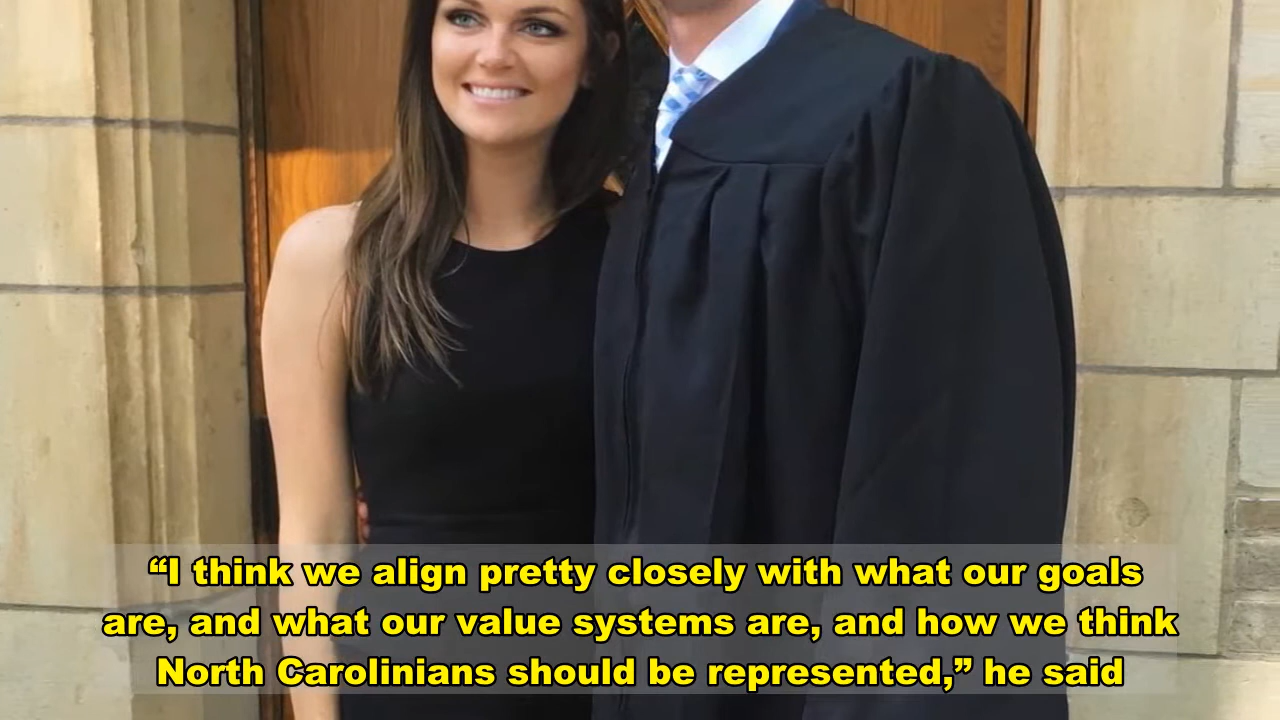 “I think we align pretty closely with what our goals
are, and what our value systems are, and how we think
North Carolinians should be represented,” he said